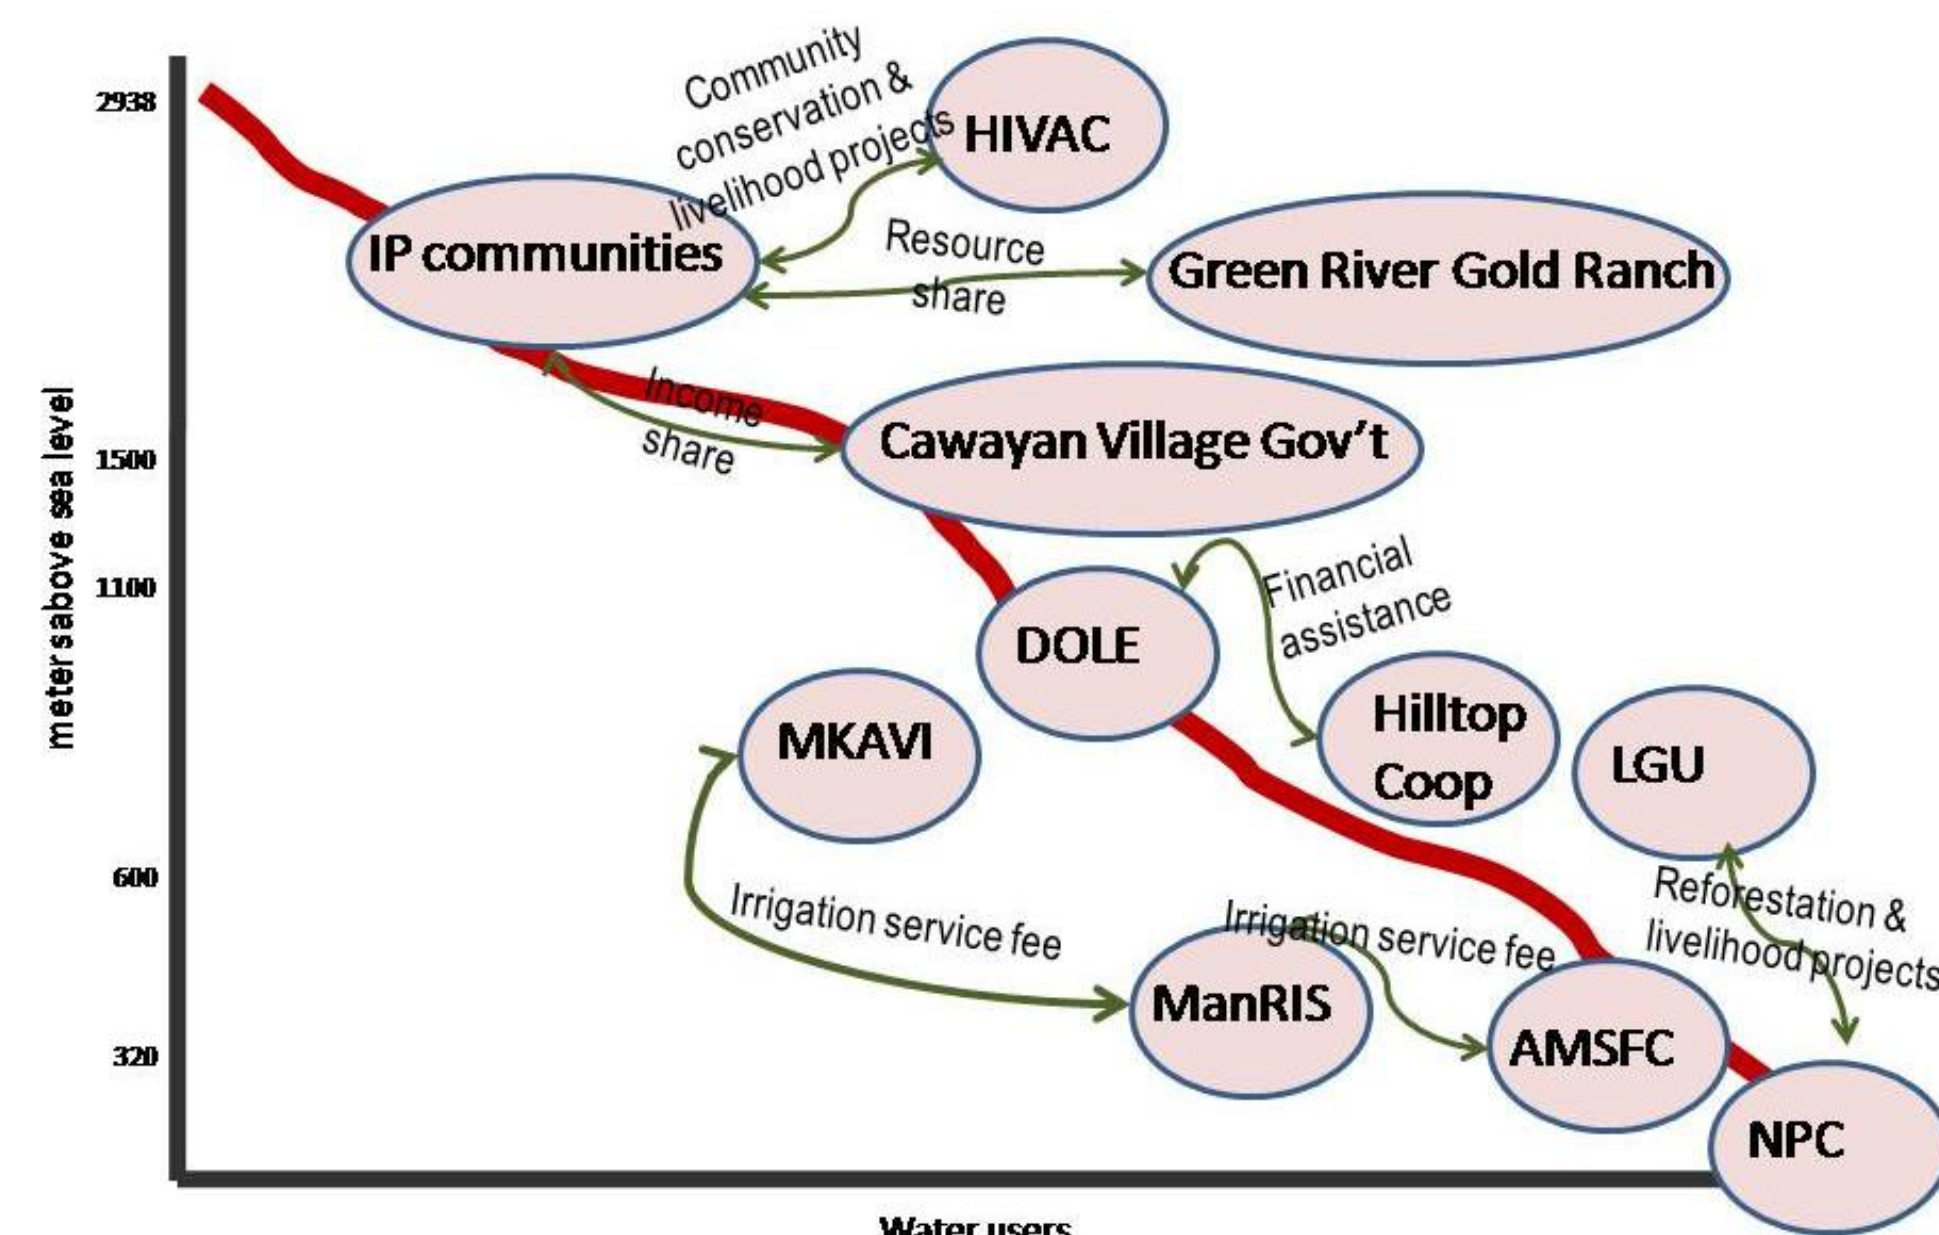 2938
1500
1100
600
320
meters above sea level
Community
conservation &
livelihood projects
HIVAC
IP communities
Resource
share
Green River Gold Ranch
Income
share
Cawayan Village Gov’t
Financial
assistance
DOLE
Hilltop
Coop
LGU
MKAVI
Reforestation &
livelihood projects
Irrigation service fee
Irrigation service fee
ManRIS
AMSFC
NPC
Water users